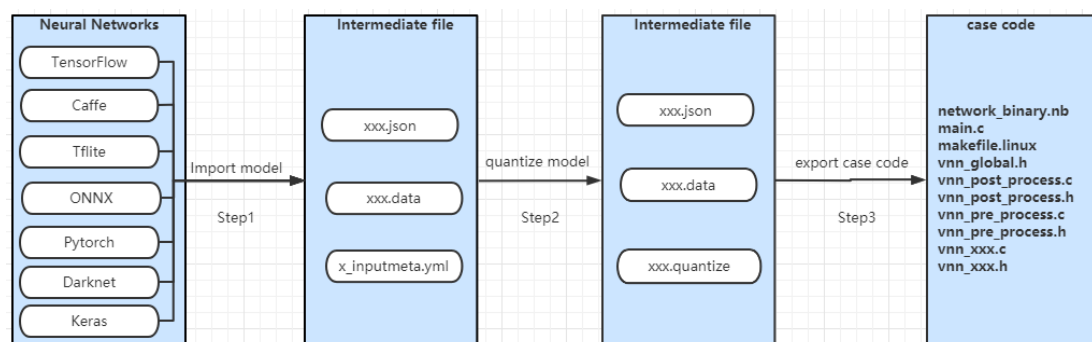 Neural Networks
TensorFlow
Caffe
Tflite
ONNX
Pytorch
Darknet
Keras
Import model
Step1
Intermediate file
xxx.json
xxx.data
x_inputmeta.yml
quantize model
Step2
Intermediate file
xxx.json
xxx.data
xxx.quantize
export case code
Step3
case code
network_binary.nb
main.c
makefile.linux
vnn_global.h
vnn_post_process.c
vnn_post_process.h
vnn_pre_process.c
vnn_pre_process.h
vnn_xxx.c
vnn_xxx.h